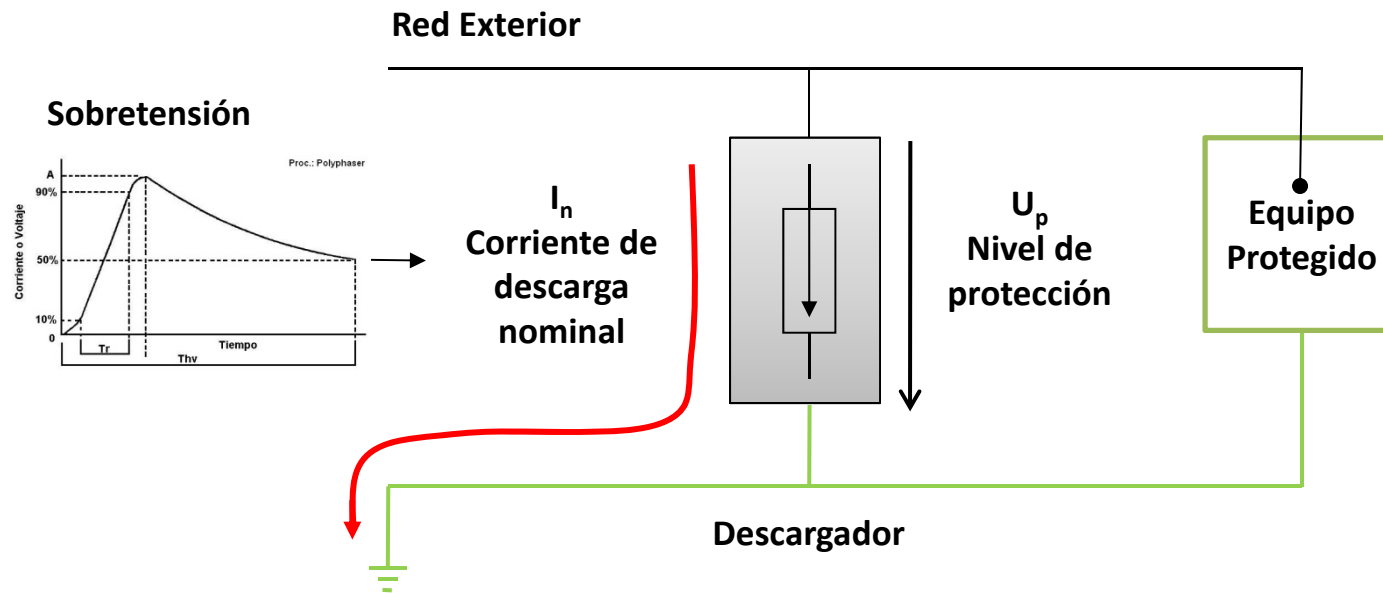 Red Exterior
Sobretensión
Proc.: Polyphaser
Corriente o Voltaje
A
90%
50%
10%
0
Tr
Tiempo
Thv
In
Corriente de
descarga
nominal
Up
Nivel de
protección
Equipo
Protegido
Descargador